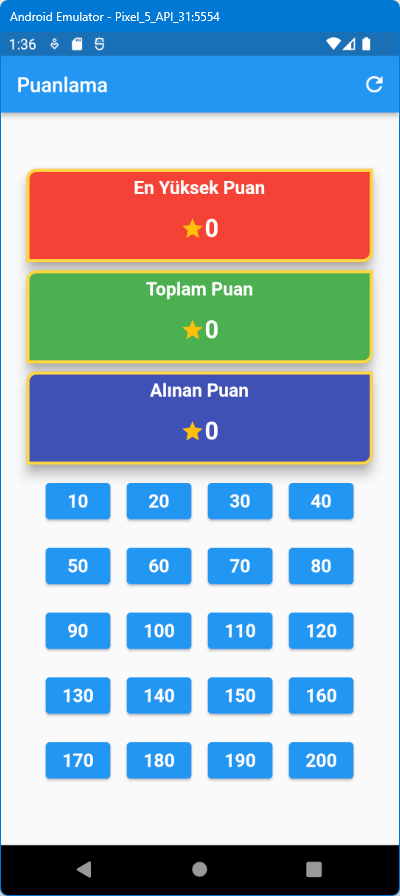 Android Emulator - Pixel_5_API_31:5554
1:36
Puanlama
En Yüksek Puan
0
Toplam Puan
0
Alınan Puan
0
10 20 30 40
50 60 70 80
90 100 110 120
130 140 150 160
170 180 190 200